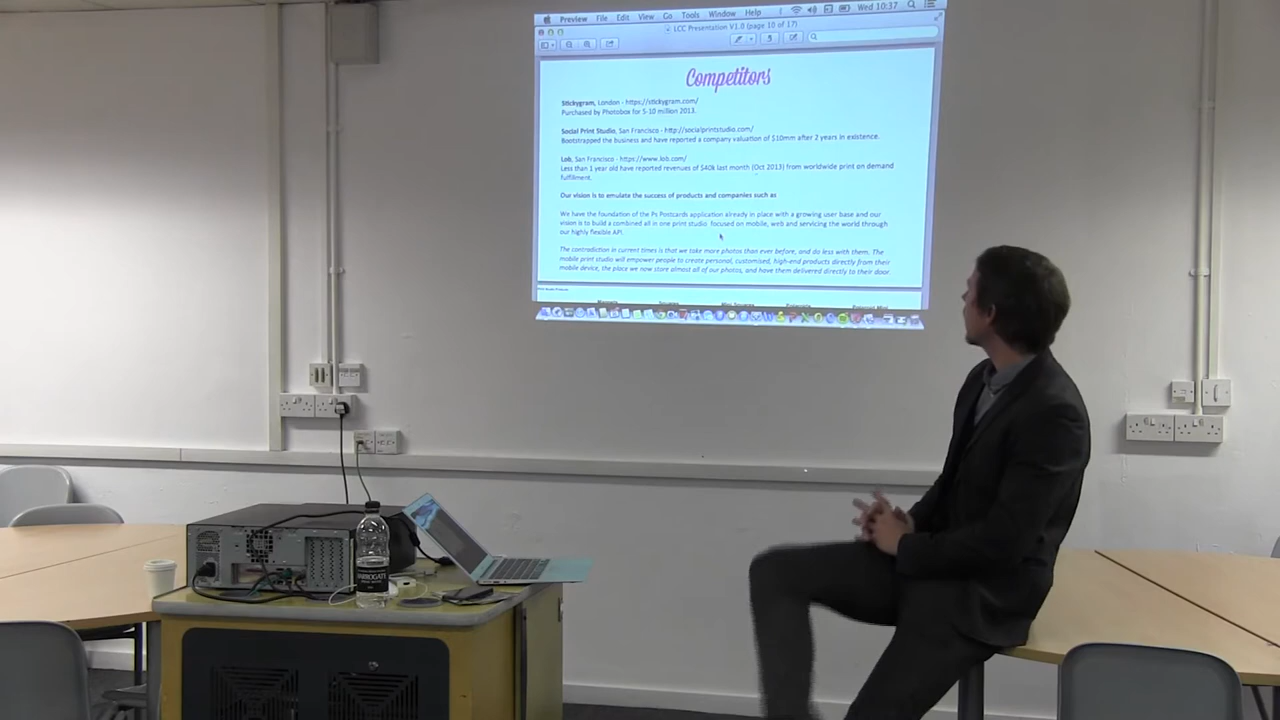 Preview File Edit View Go Tools Window Help Wed 10:37
LCC Presentation V1.0 (page 10 of 17)
Competitors
Stickygram, London - https://stickygram.com/
Purchased by Photobox for 5-10 million 2013.
Social Print Studio, San Francisco - http://socialprintstudio.com/
Bootstrapped the business and have reported a company valuation of $10mm after 2 years in existence.
Lob, San Francisco - https://www.lob.com/
Less than 1 year old have reported revenues of $40k last month (Oct 2013) from worldwide print on demand
fulfillment.
Our vision is to emulate the success of products and companies such as
We have the foundation of the Ps Postcards application already in place with a growing user base and our
vision is to build a combined all in one print studio focused on mobile, web and servicing the world through
our highly flexible API.
The contradiction in current times is that we take more photos than ever before, and do less with them. The
mobile print studio will empower people to create personal, customised, high-end products directly from their
mobile device, the place we now store almost all of our photos, and have them delivered directly to their door.
HARROGATE